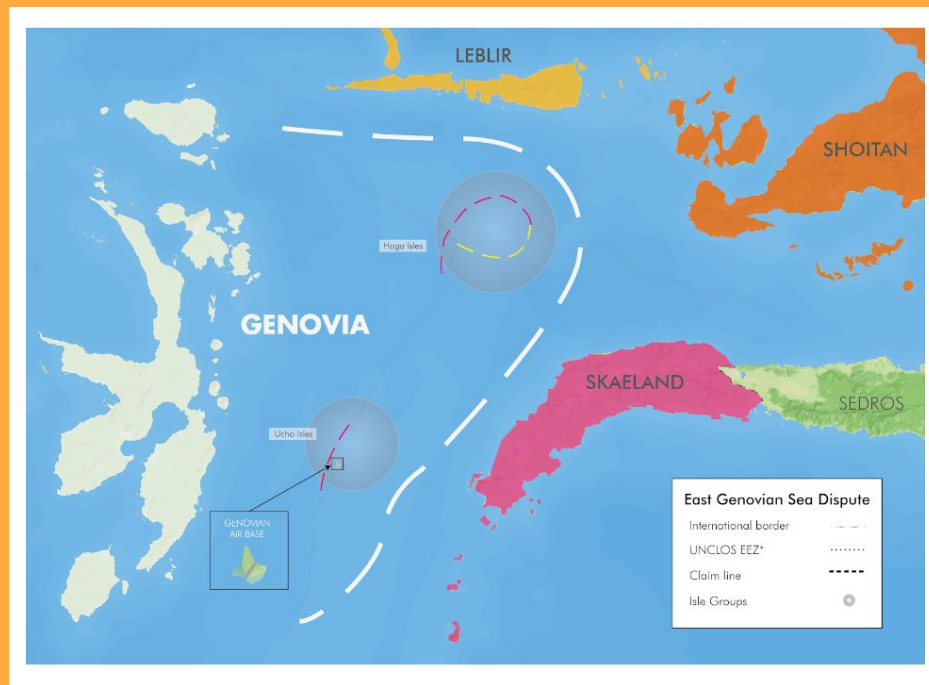 LEBLIR
SHOITAN
Hoga Isles
GENOVIA
SKAELAND
SEDROS
Ucho Isles
GENOVIAN
AIR BASE
East Genovian Sea Dispute
International border
UNCLOS EEZ*
Claim line
Isle Groups